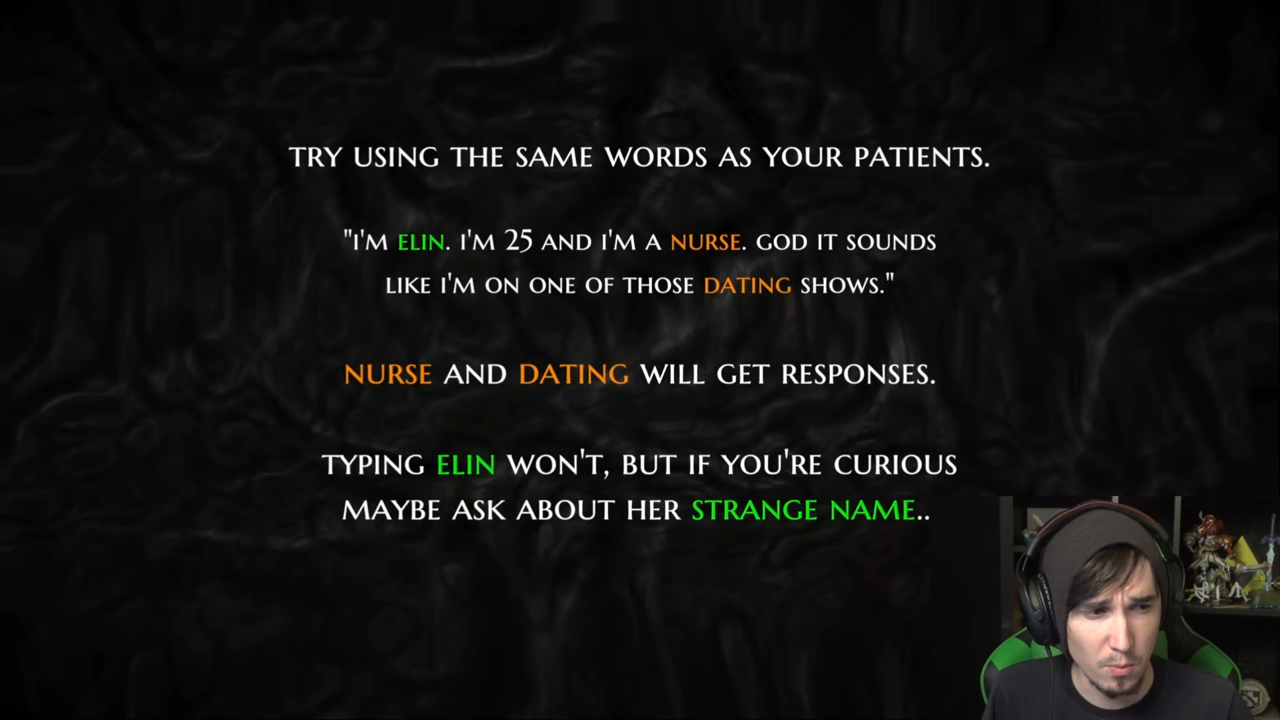 TRY USING THE SAME WORDS AS YOUR PATIENTS.
"I'M ELIN. I'M 25 AND I'M A NURSE. GOD IT SOUNDS
LIKE I'M ON ONE OF THOSE DATING SHOWS."
NURSE AND DATING WILL GET RESPONSES.
TYPING ELIN WON'T, BUT IF YOU'RE CURIOUS
MAYBE ASK ABOUT HER STRANGE NAME..